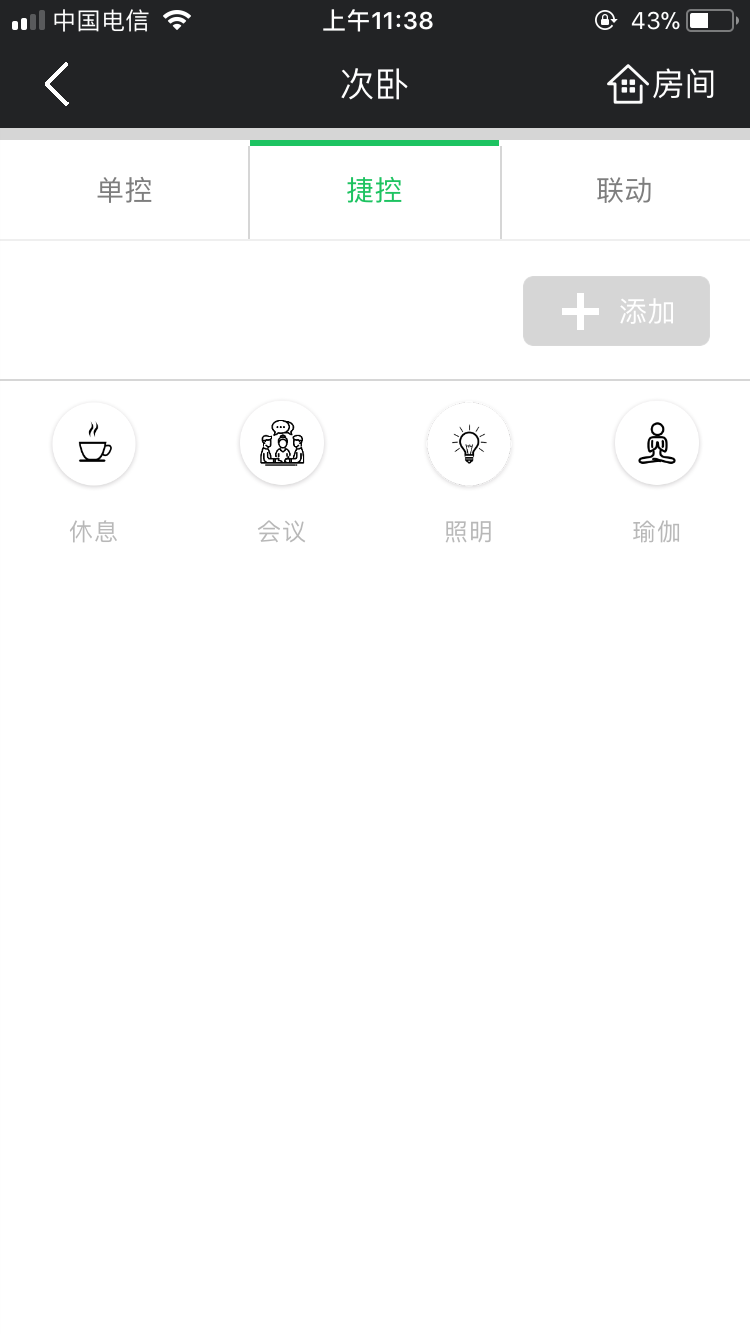 中国电信 上午11:38 43%
次卧 房间
单控 捷控 联动
添加
休息 会议 照明 瑜伽